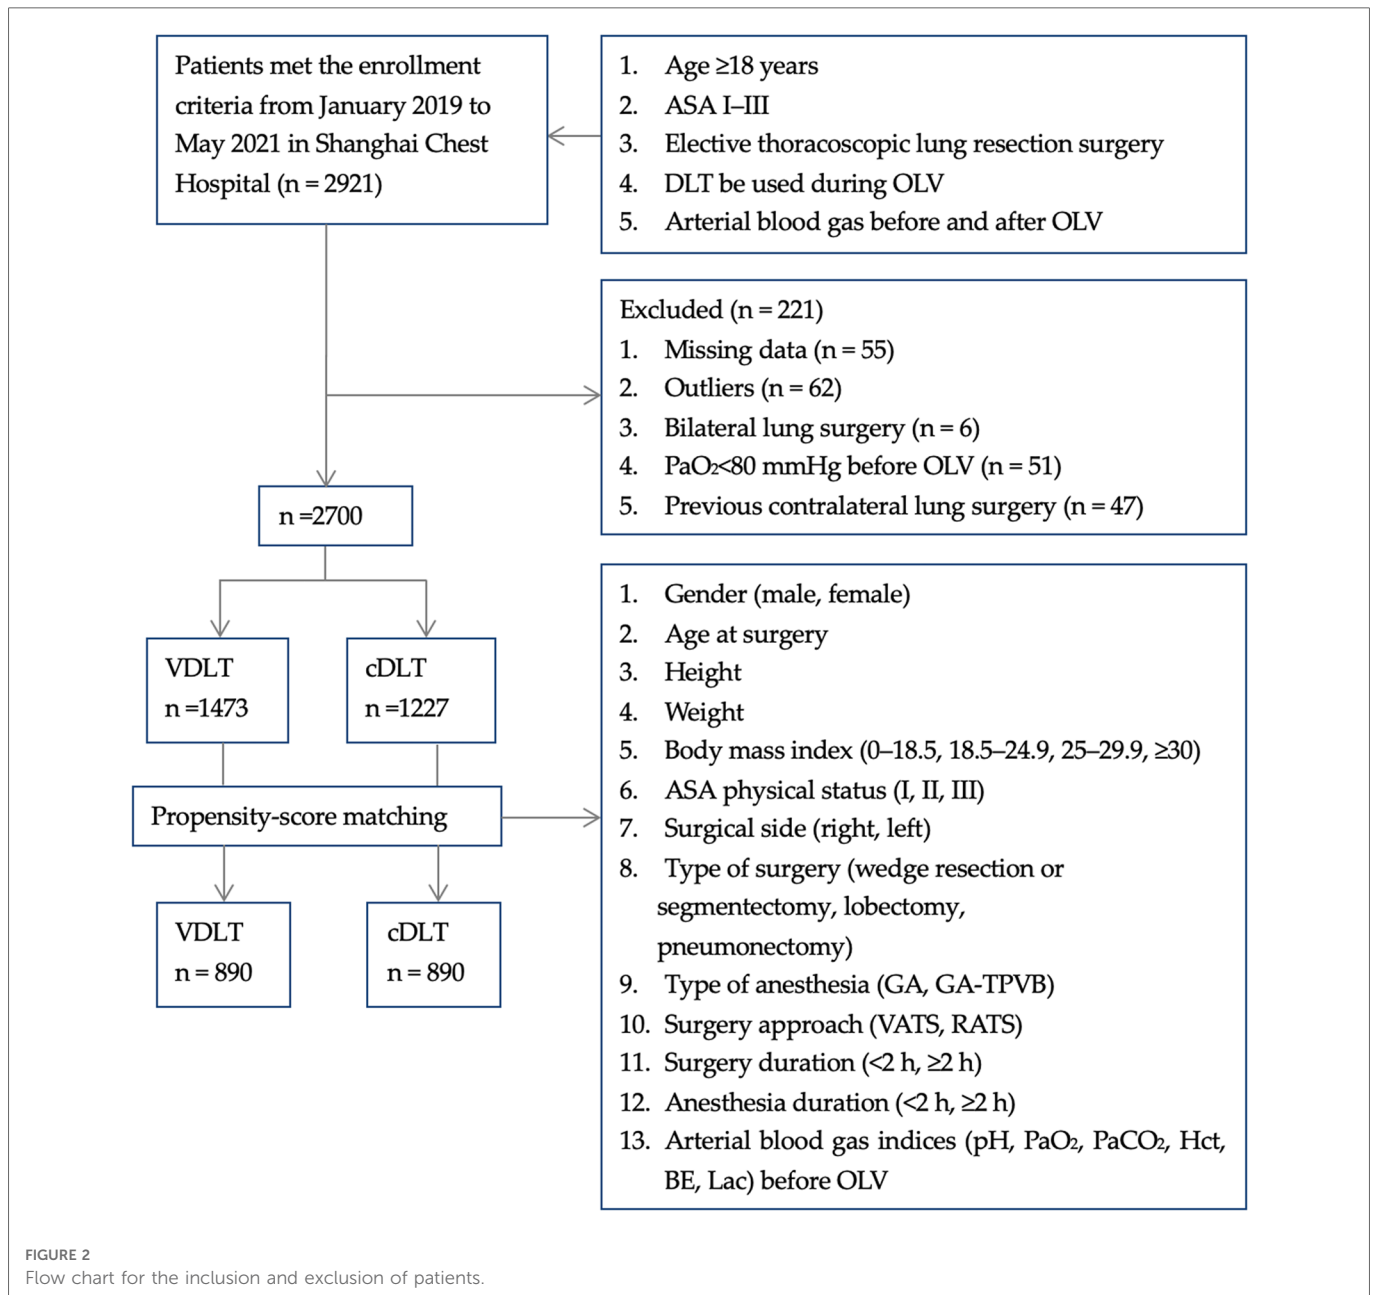 Patients met the enrollment
criteria from January 2019 to
May 2021 in Shanghai Chest
Hospital (n = 2921)
1. Age ≥18 years
2. ASA I–III
3. Elective thoracoscopic lung resection surgery
4. DLT be used during OLV
5. Arterial blood gas before and after OLV
Excluded (n = 221)
1. Missing data (n = 55)
2. Outliers (n = 62)
3. Bilateral lung surgery (n = 6)
4. PaO₂<80 mmHg before OLV (n = 51)
5. Previous contralateral lung surgery (n = 47)
n =2700
VDLT
n =1473
cDLT
n =1227
Propensity-score matching
VDLT
n = 890
cDLT
n = 890
1. Gender (male, female)
2. Age at surgery
3. Height
4. Weight
5. Body mass index (0–18.5, 18.5–24.9, 25–29.9, ≥30)
6. ASA physical status (I, II, III)
7. Surgical side (right, left)
8. Type of surgery (wedge resection or
segmentectomy, lobectomy,
pneumonectomy)
9. Type of anesthesia (GA, GA-TPVB)
10. Surgery approach (VATS, RATS)
11. Surgery duration (<2 h, ≥2 h)
12. Anesthesia duration (<2 h, ≥2 h)
13. Arterial blood gas indices (pH, PaO₂, PaCO₂, Hct,
BE, Lac) before OLV
FIGURE 2
Flow chart for the inclusion and exclusion of patients.